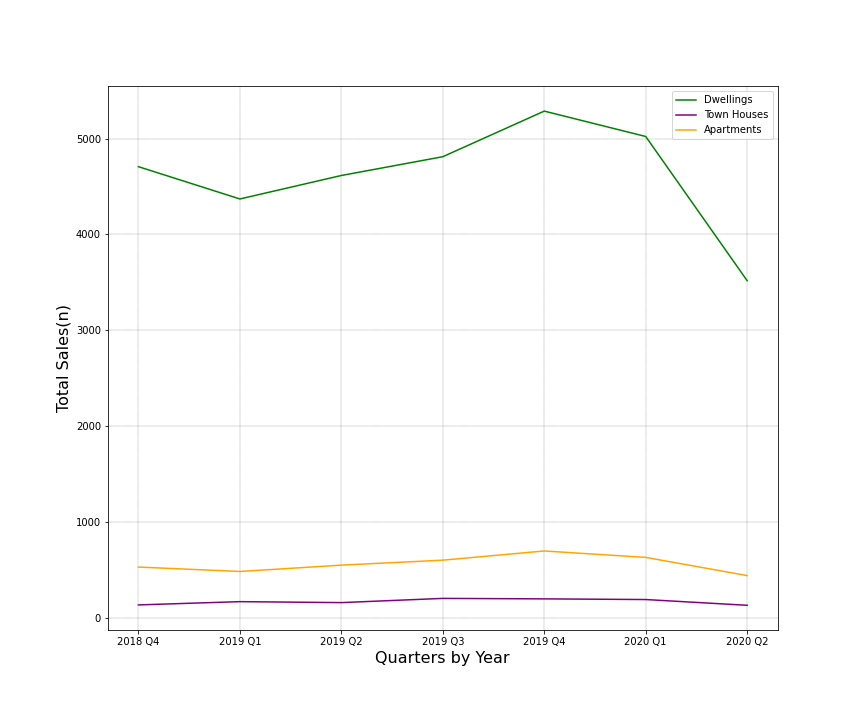 Dwellings
Town Houses
Apartments
5000
4000
3000
2000
1000
0
Total Sales(n)
2018 Q4 2019 Q1 2019 Q2 2019 Q3 2019 Q4 2020 Q1 2020 Q2
Quarters by Year